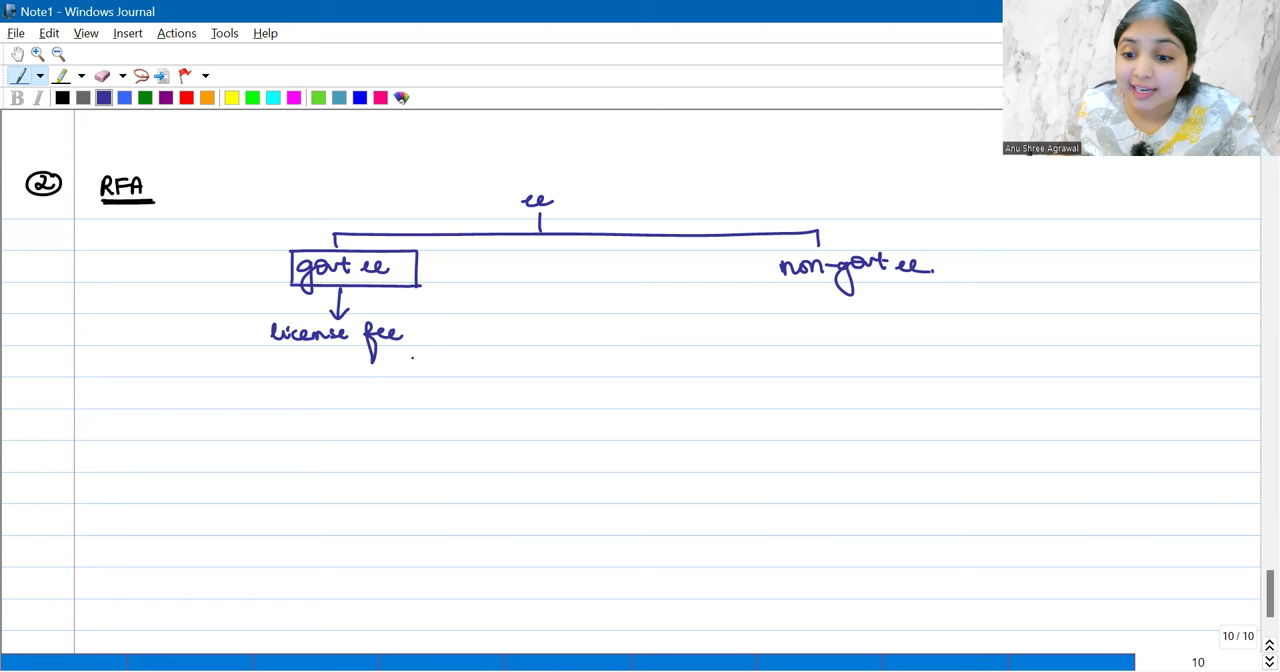 Note1 - Windows Journal
File Edit View Insert Actions Tools Help
B I
Anu Shree Agrawal
② RFA
ee
govt ee
non-govt ee.
license fee
10 / 10
10